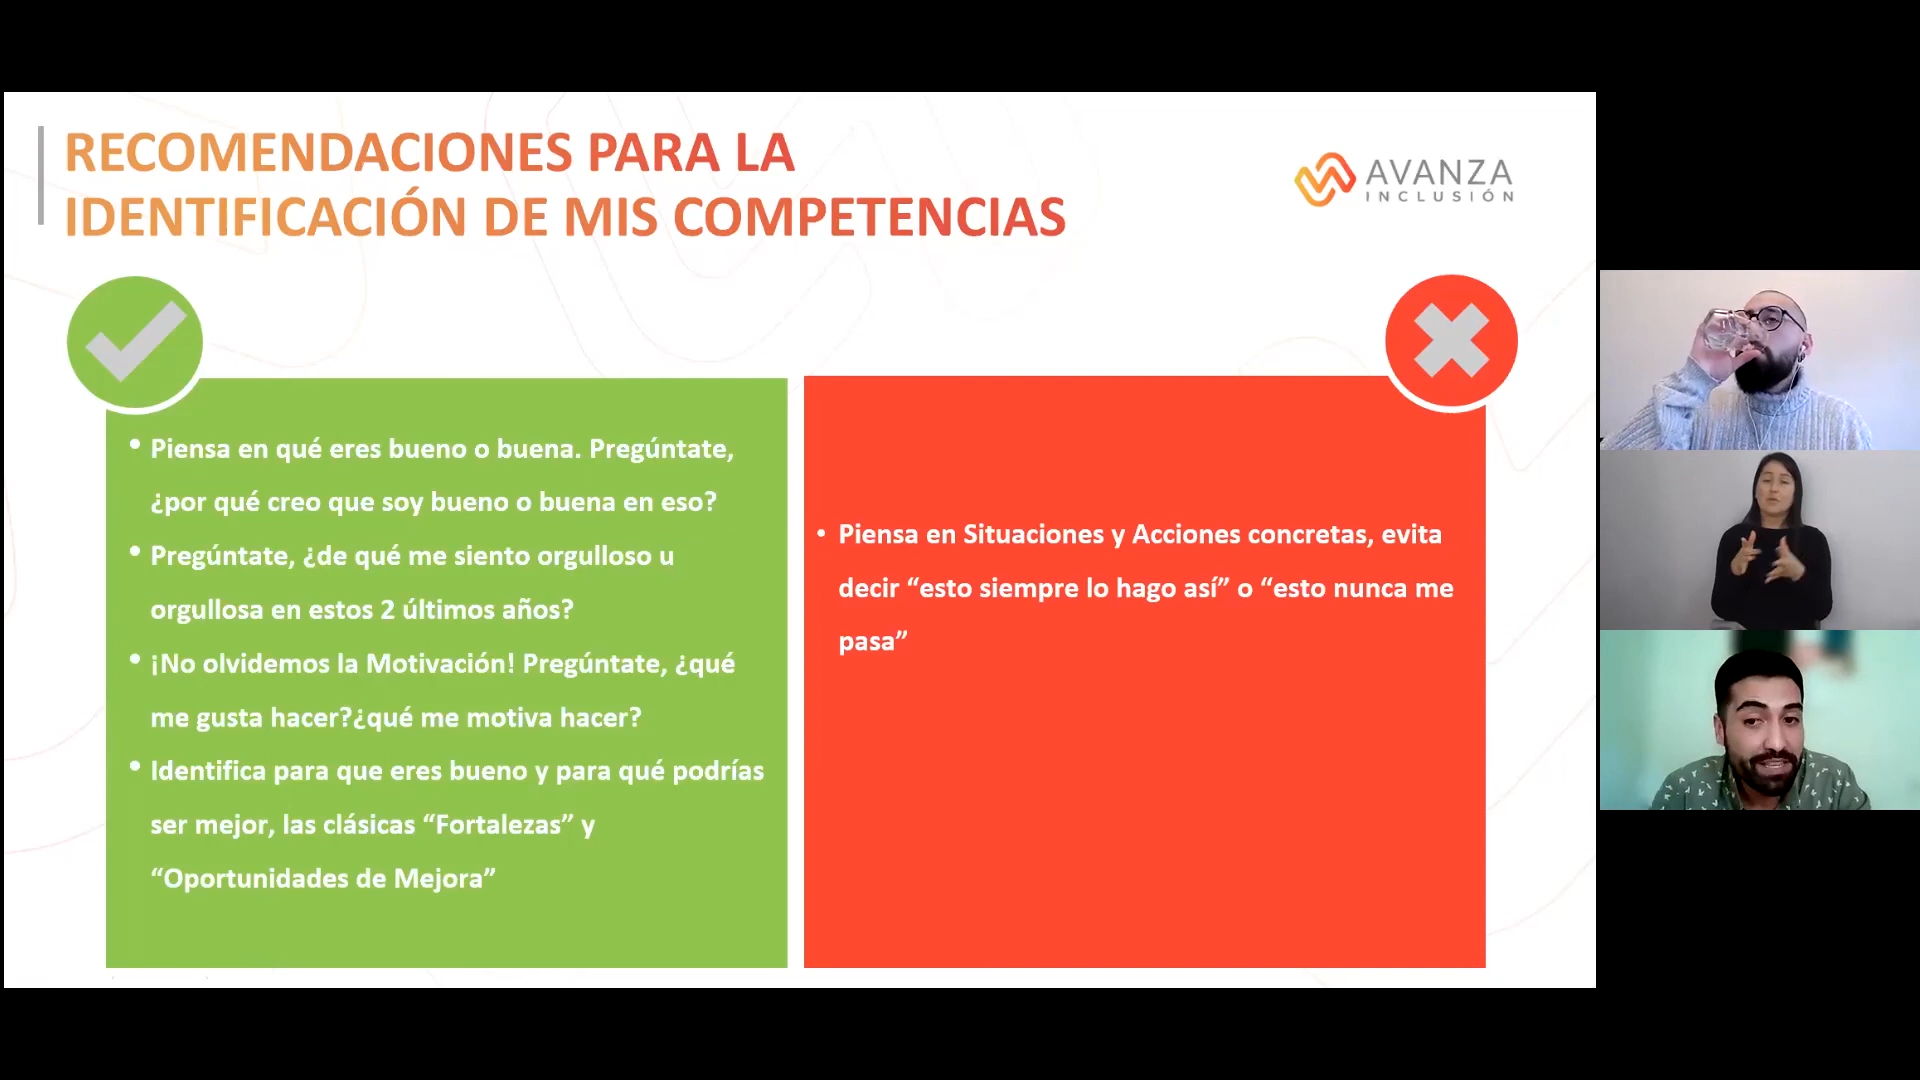 RECOMENDACIONES PARA LA
IDENTIFICACIÓN DE MIS COMPETENCIAS
AVANZA
INCLUSIÓN
• Piensa en qué eres bueno o buena. Pregúntate,
¿por qué creo que soy bueno o buena en eso?
• Pregúntate, ¿de qué me siento orgulloso u
orgullosa en estos 2 últimos años?
• ¡No olvidemos la Motivación! Pregúntate, ¿qué
me gusta hacer?¿qué me motiva hacer?
• Identifica para que eres bueno y para qué podrías
ser mejor, las clásicas “Fortalezas” y
“Oportunidades de Mejora”
• Piensa en Situaciones y Acciones concretas, evita
decir “esto siempre lo hago así” o “esto nunca me
pasa”